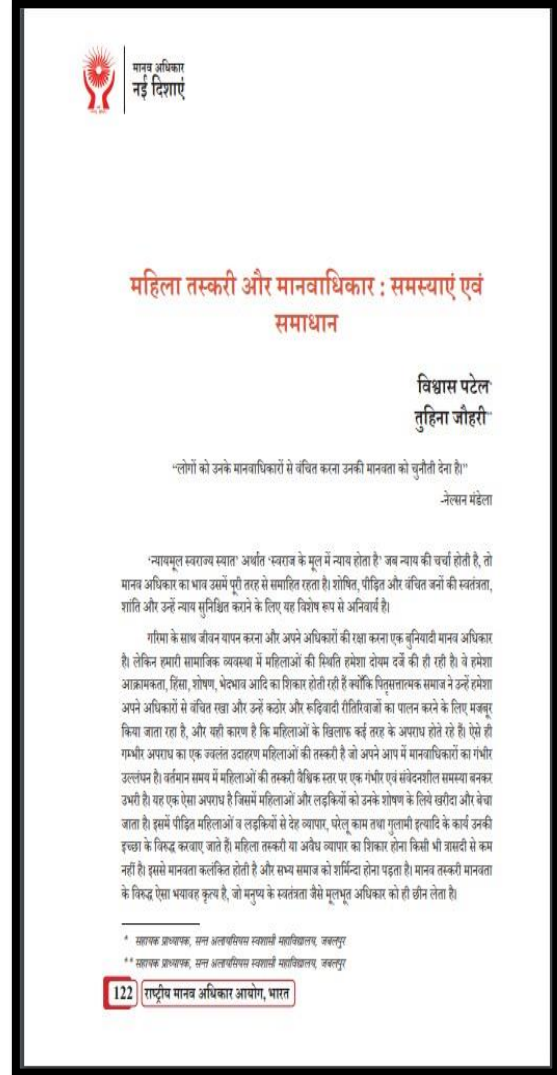 मानव अधिकार
नई दिशाएं
महिला तस्करी और मानवाधिकार : समस्याएं एवं
समाधान
विश्वास पटेल*
तुहिना जौहरी**
“लोगों को उनके मानवाधिकारों से वंचित करना उनकी मानवता को चुनौती देना है।”
-नेल्सन मंडेला
‘न्यायमूल स्वराज्य स्यात’ अर्थात ‘स्वराज के मूल में न्याय होता है’ जब न्याय की चर्चा होती है, तो
मानव अधिकार का भाव उसमें पूरी तरह से समाहित रहता है। शोषित, पीड़ित और वंचित जनों की स्वतंत्रता,
शांति और उन्हें न्याय सुनिश्चित कराने के लिए यह विशेष रूप से अनिवार्य है।
गरिमा के साथ जीवन यापन करना और अपने अधिकारों की रक्षा करना एक बुनियादी मानव अधिकार
है। लेकिन हमारी सामाजिक व्यवस्था में महिलाओं की स्थिति हमेशा दोयम दर्जे की ही रही है। वे हमेशा
आक्रामकता, हिंसा, शोषण, भेदभाव आदि का शिकार होती रही हैं क्योंकि पितृसत्तात्मक समाज ने उन्हें हमेशा
अपने अधिकारों से वंचित रखा और उन्हें कठोर और रूढ़िवादी रीतिरिवाजों का पालन करने के लिए मजबूर
किया जाता रहा है, और यही कारण है कि महिलाओं के खिलाफ कई तरह के अपराध होते रहे हैं। ऐसे ही
गम्भीर अपराध का एक ज्वलंत उदाहरण महिलाओं की तस्करी है जो अपने आप में मानवाधिकारों का गंभीर
उल्लंघन है। वर्तमान समय में महिलाओं की तस्करी वैश्विक स्तर पर एक गंभीर एवं संवेदनशील समस्या बनकर
उभरी है। यह एक ऐसा अपराध है जिसमें महिलाओं और लड़कियों को उनके शोषण के लिये खरीदा और बेचा
जाता है। इसमें पीड़ित महिलाओं व लड़कियों से देह व्यापार, घरेलू काम तथा गुलामी इत्यादि के कार्य उनकी
इच्छा के विरुद्ध करवाए जाते हैं। महिला तस्करी या अवैध व्यापार का शिकार होना किसी भी त्रासदी से कम
नहीं है। इससे मानवता कलंकित होती है और सभ्य समाज को शर्मिन्दा होना पड़ता है। मानव तस्करी मानवता
के विरुद्ध ऐसा भयावह कृत्य है, जो मनुष्य के स्वतंत्रता जैसे मूलभूत अधिकार को ही छीन लेता है।
* सहायक प्राध्यापक, सन्त अलायसियस स्वशासी महाविद्यालय, जबलपुर
** सहायक प्राध्यापक, सन्त अलायसियस स्वशासी महाविद्यालय, जबलपुर
122 राष्ट्रीय मानव अधिकार आयोग, भारत